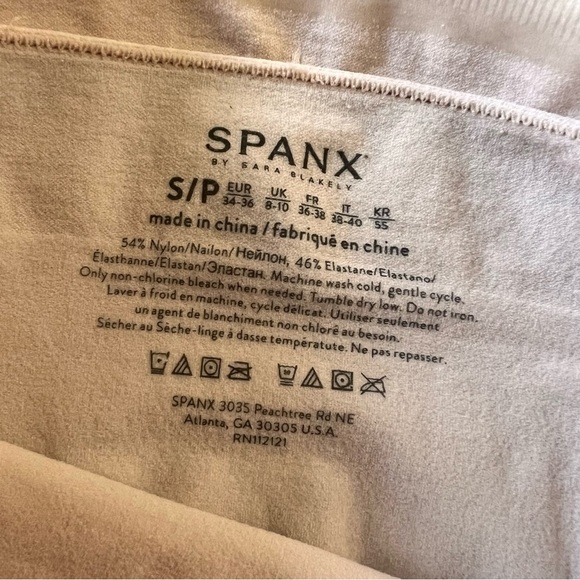 SPANX®
BY SARA BLAKELY
S/P EUR 34-36 UK 8-10 FR 36-38 IT 38-40 KR 55
made in china / fabriqué en chine
54% Nylon/Nailon/Нейлон, 46% Elastane/Elastano/
Élasthanne/Elastan/Эластан. Machine wash cold, gentle cycle.
Only non-chlorine bleach when needed. Tumble dry low. Do not iron.
Laver à froid en machine, cycle délicat. Utiliser seulement
un agent de blanchiment non chloré au besoin.
Sécher au Sèche-linge à dasse température. Ne pas repasser.
SPANX 3035 Peachtree Rd NE
Atlanta, GA 30305 U.S.A.
RN112121